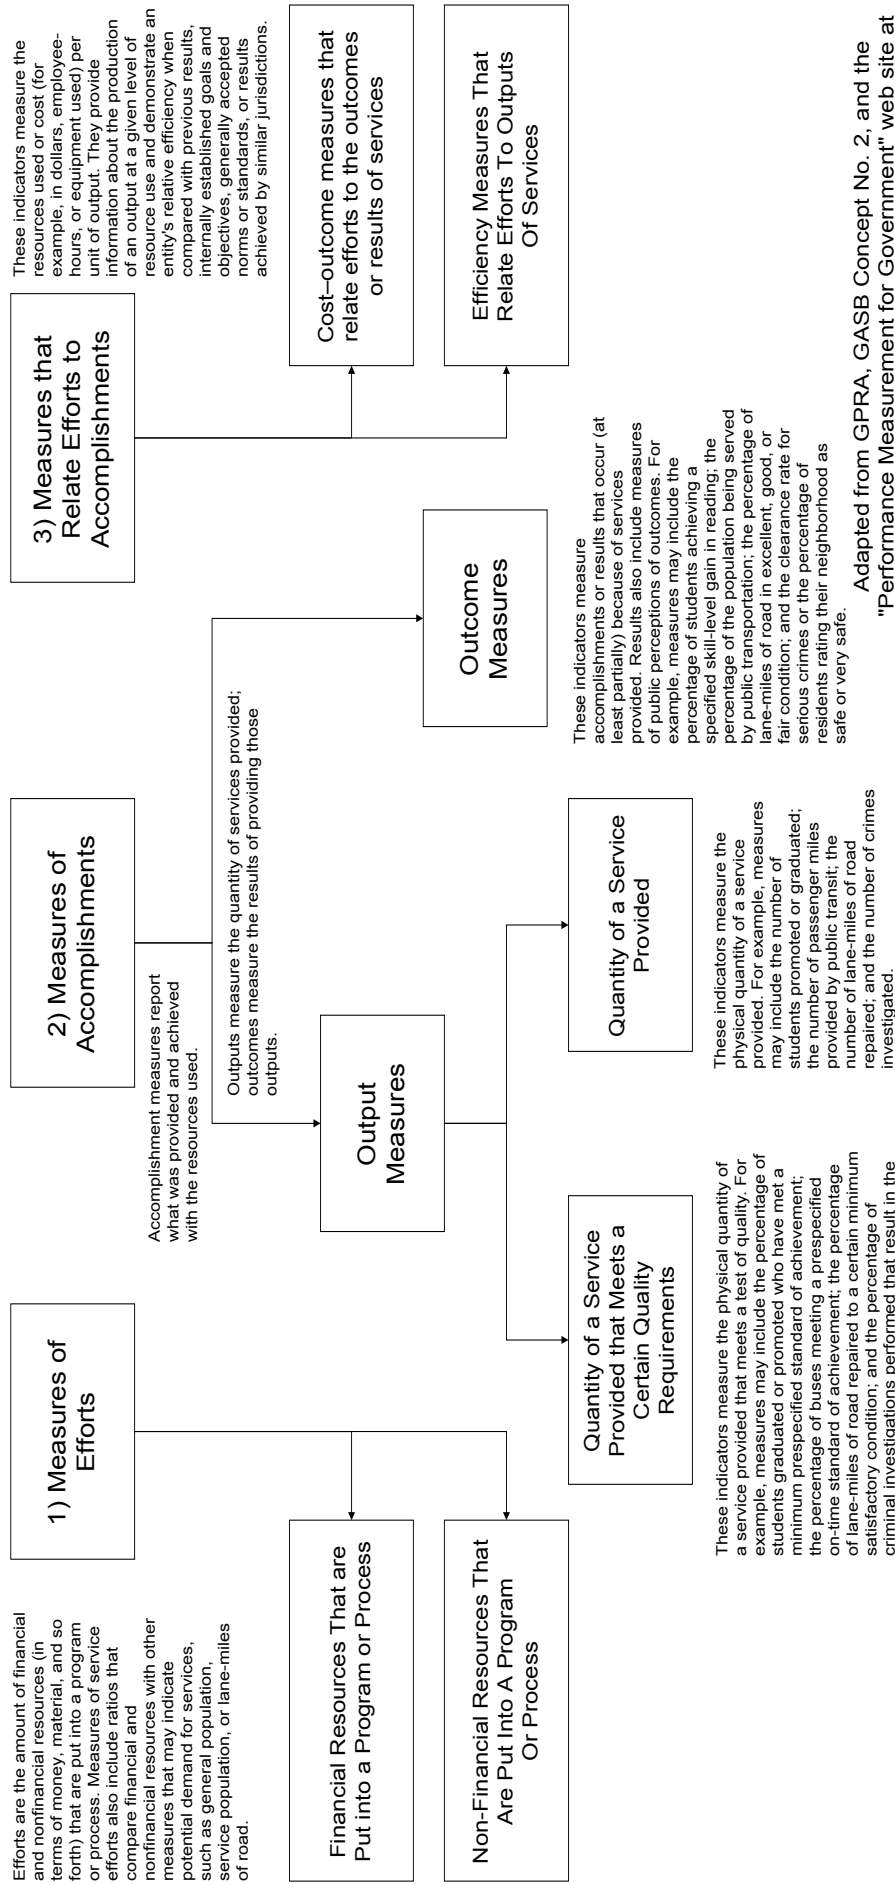 Efforts are the amount of financial
and nonfinancial resources (in
terms of money, material, and so
forth) that are put into a program
or process. Measures of service
efforts also include ratios that
compare financial and
nonfinancial resources with other
measures that may indicate
potential demand for services,
such as general population,
service population, or lane-miles
of road.
1) Measures of
Efforts
Financial Resources That are
Put into a Program or Process
Non-Financial Resources That
Are Put Into A Program
Or Process
2) Measures of
Accomplishments
Accomplishment measures report
what was provided and achieved
with the resources used.
Outputs measure the quantity of services provided;
outcomes measure the results of providing those
outputs.
Output
Measures
Outcome
Measures
Quantity of a Service
Provided that Meets a
Certain Quality
Requirements
Quantity of a Service
Provided
These indicators measure the physical quantity of
a service provided that meets a test of quality. For
example, measures may include the percentage of
students graduated or promoted who have met a
minimum prespecified standard of achievement;
the percentage of buses meeting a prespecified
on-time standard of achievement; the percentage
of lane-miles of road repaired to a certain minimum
satisfactory condition; and the percentage of
criminal investigations performed that result in the
These indicators measure the
physical quantity of a service
provided. For example, measures
may include the number of
students promoted or graduated;
the number of passenger miles
provided by public transit; the
number of lane-miles of road
repaired; and the number of crimes
investigated.
These indicators measure
accomplishments or results that occur (at
least partially) because of services
provided. Results also include measures
of public perceptions of outcomes. For
example, measures may include the
percentage of students achieving a
specified skill-level gain in reading; the
percentage of the population being served
by public transportation; the percentage of
lane-miles of road in excellent, good, or
fair condition; and the clearance rate for
serious crimes or the percentage of
residents rating their neighborhood as
safe or very safe.
3) Measures that
Relate Efforts to
Accomplishments
These indicators measure the
resources used or cost (for
example, in dollars, employee-
hours, or equipment used) per
unit of output. They provide
information about the production
of an output at a given level of
resource use and demonstrate an
entity's relative efficiency when
compared with previous results,
internally established goals and
objectives, generally accepted
norms or standards, or results
achieved by similar jurisdictions.
Cost–outcome measures that
relate efforts to the outcomes
or results of services
Efficiency Measures That
Relate Efforts To Outputs
Of Services
Adapted from GPRA, GASB Concept No. 2, and the
"Performance Measurement for Government" web site at